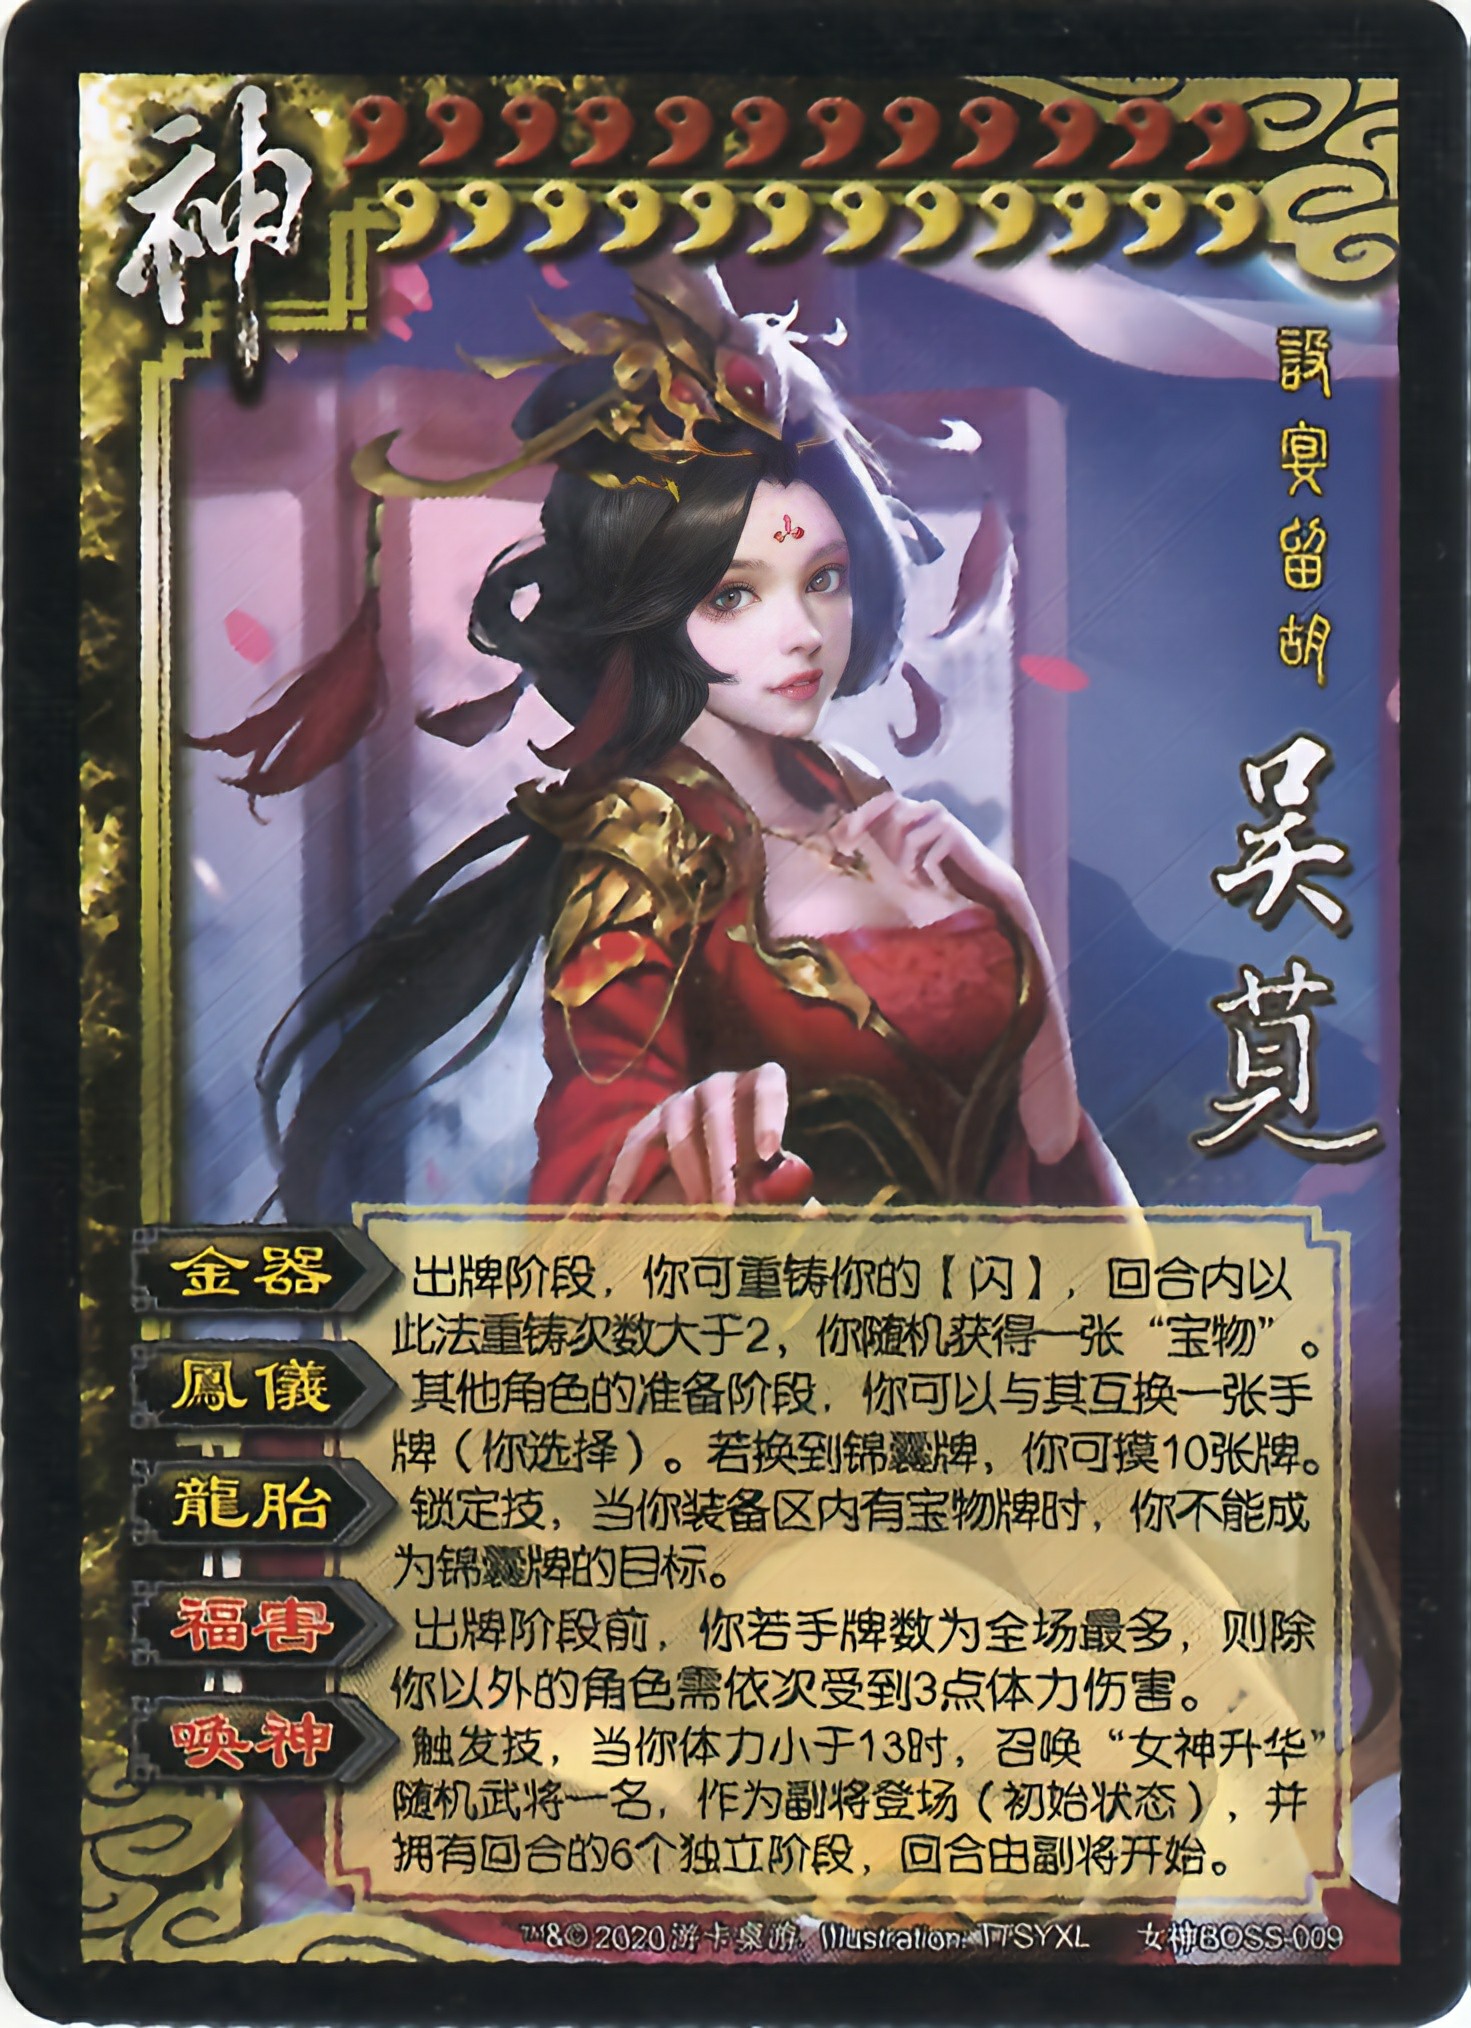 神
設宴留胡
吴萈
金器
出牌阶段，你可重铸你的【闪】，回合内以
此法重铸次数大于2，你随机获得一张“宝物”。
鳳儀
其他角色的准备阶段，你可以与其互换一张手
牌（你选择）。若换到锦囊牌，你可摸10张牌。
龍胎
锁定技，当你装备区内有宝物牌时，你不能成
为锦囊牌的目标。
福害
出牌阶段前，你若手牌数为全场最多，则除
你以外的角色需依次受到3点体力伤害。
唤神
触发技，当你体力小于13时，召唤“女神升华”
随机武将一名，作为副将登场（初始状态），并
拥有回合的6个独立阶段，回合由副将开始。
™&© 2020游卡桌游. Illustration: TTSYXL 女神BOSS-009